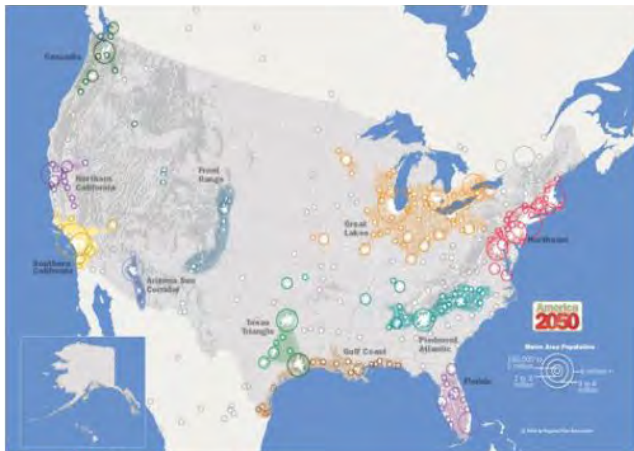 Cascadia
Northern
California
Southern
California
Arizona Sun
Corridor
Front
Range
Great
Lakes
Northeast
Texas
Triangle
Gulf Coast
Piedmont
Atlantic
Florida
America
2050
Metro Area Population